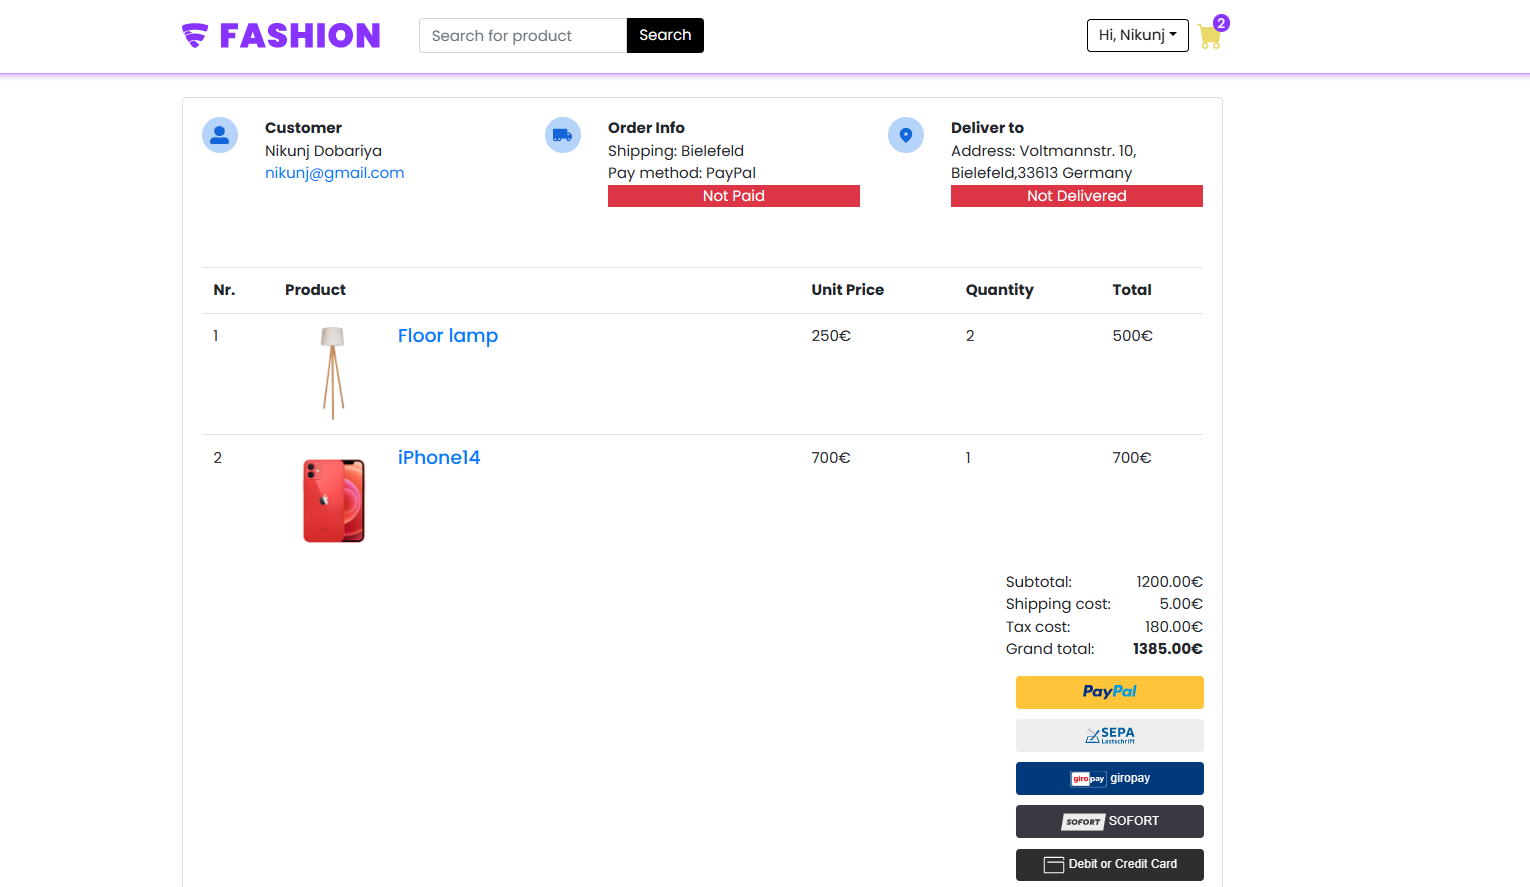 FASHION
Search for product
Search
Hi, Nikunj
2
Customer
Nikunj Dobariya
nikunj@gmail.com
Order Info
Shipping: Bielefeld
Pay method: PayPal
Not Paid
Deliver to
Address: Voltmannstr. 10,
Bielefeld,33613 Germany
Not Delivered
Nr. Product Unit Price Quantity Total
1 Floor lamp 250€ 2 500€
2 iPhone14 700€ 1 700€
Subtotal: 1200.00€
Shipping cost: 5.00€
Tax cost: 180.00€
Grand total: 1385.00€
PayPal
SEPA
Lastschrift
giropay giropay
SOFORT SOFORT
Debit or Credit Card